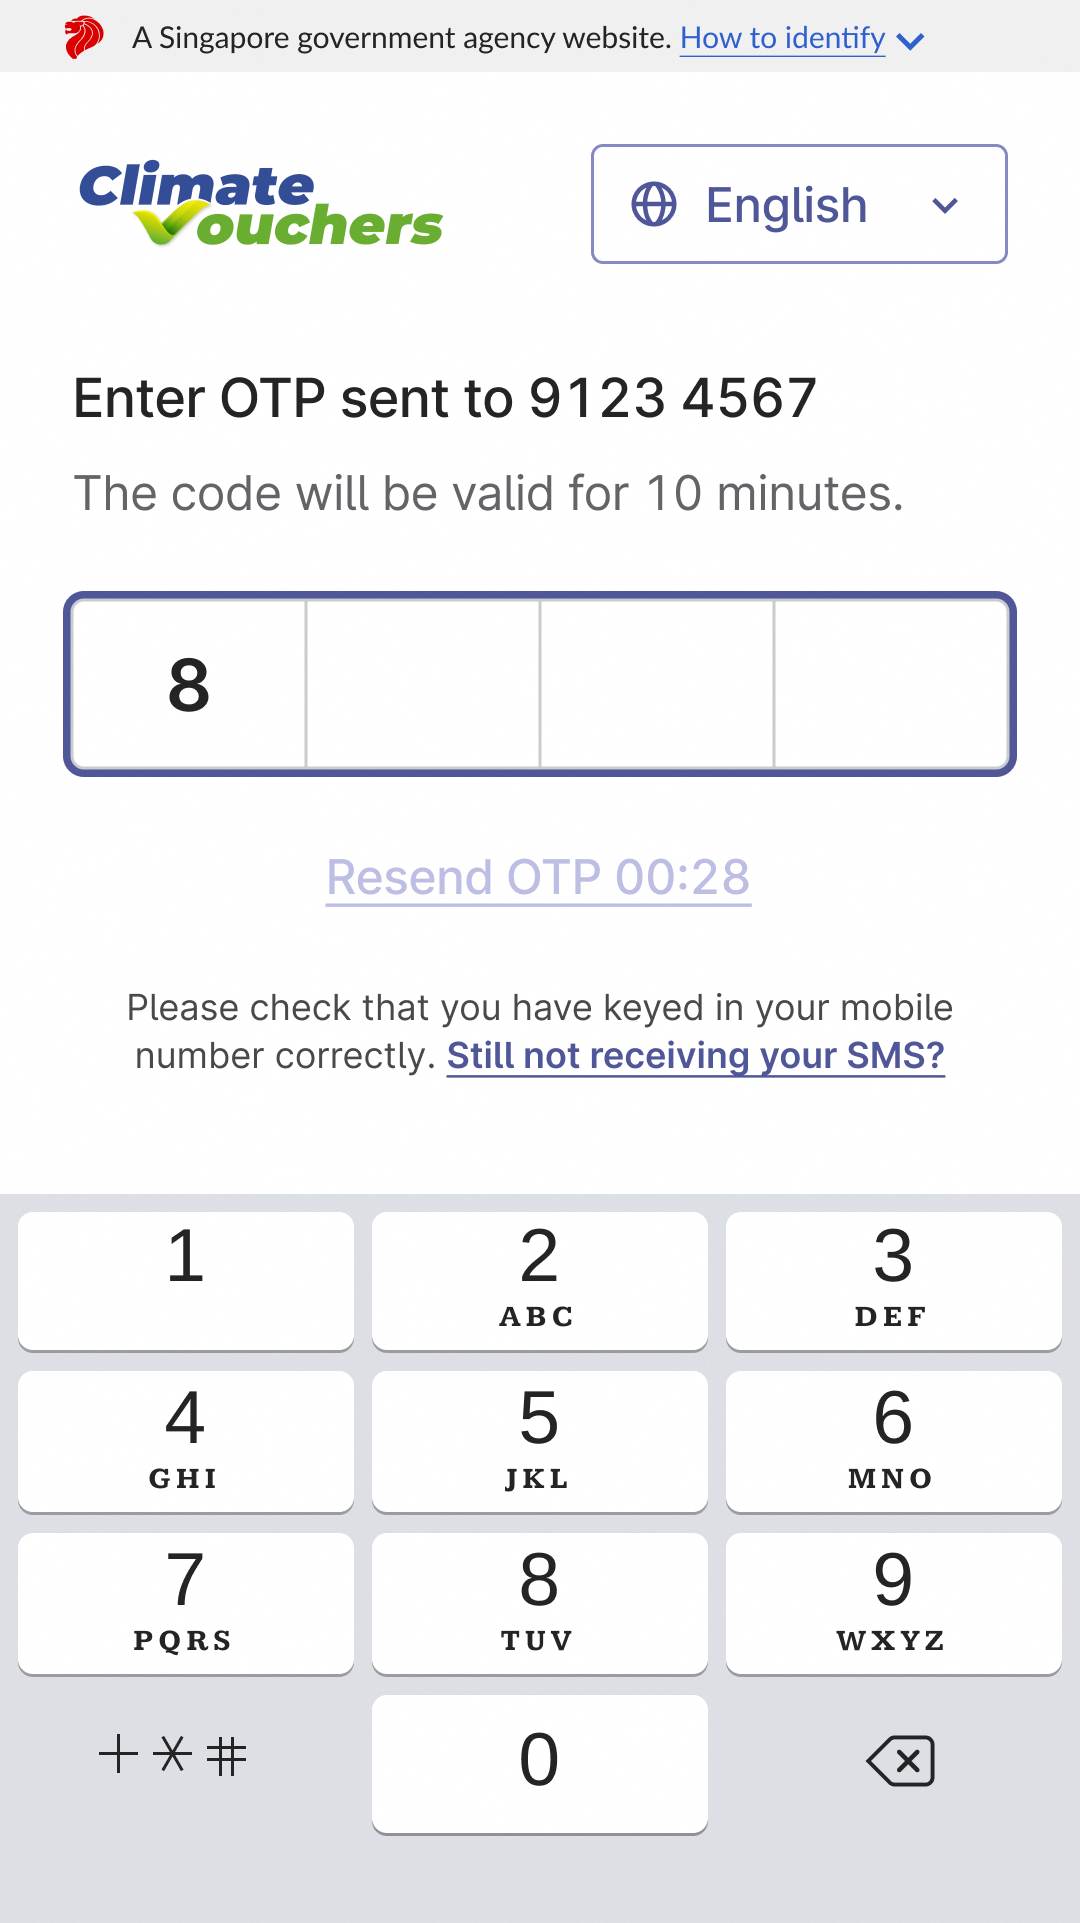 A Singapore government agency website. How to identify
Climate
Vouchers
English
Enter OTP sent to 9123 4567
The code will be valid for 10 minutes.
8
Resend OTP 00:28
Please check that you have keyed in your mobile
number correctly. Still not receiving your SMS?
1 2 3
ABC DEF
4 5 6
GHI JKL MNO
7 8 9
PQRS TUV WXYZ
+*# 0